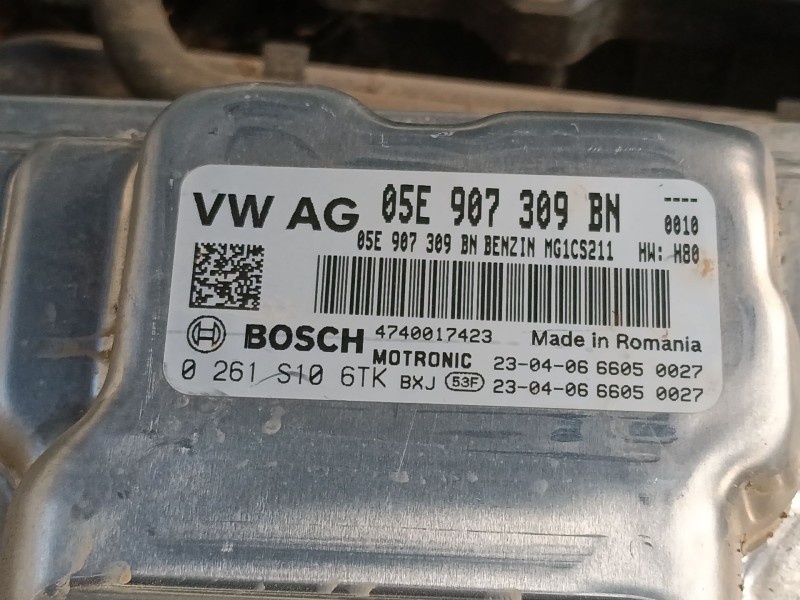 VW AG 05E 907 309 BN ----
0010
05E 907 309 BN BENZIN MG1CS211 HW: H80
BOSCH 4740017423 Made in Romania
MOTRONIC 23-04-06 6605 0027
0 261 S10 6TK BXJ 53F 23-04-06 6605 0027